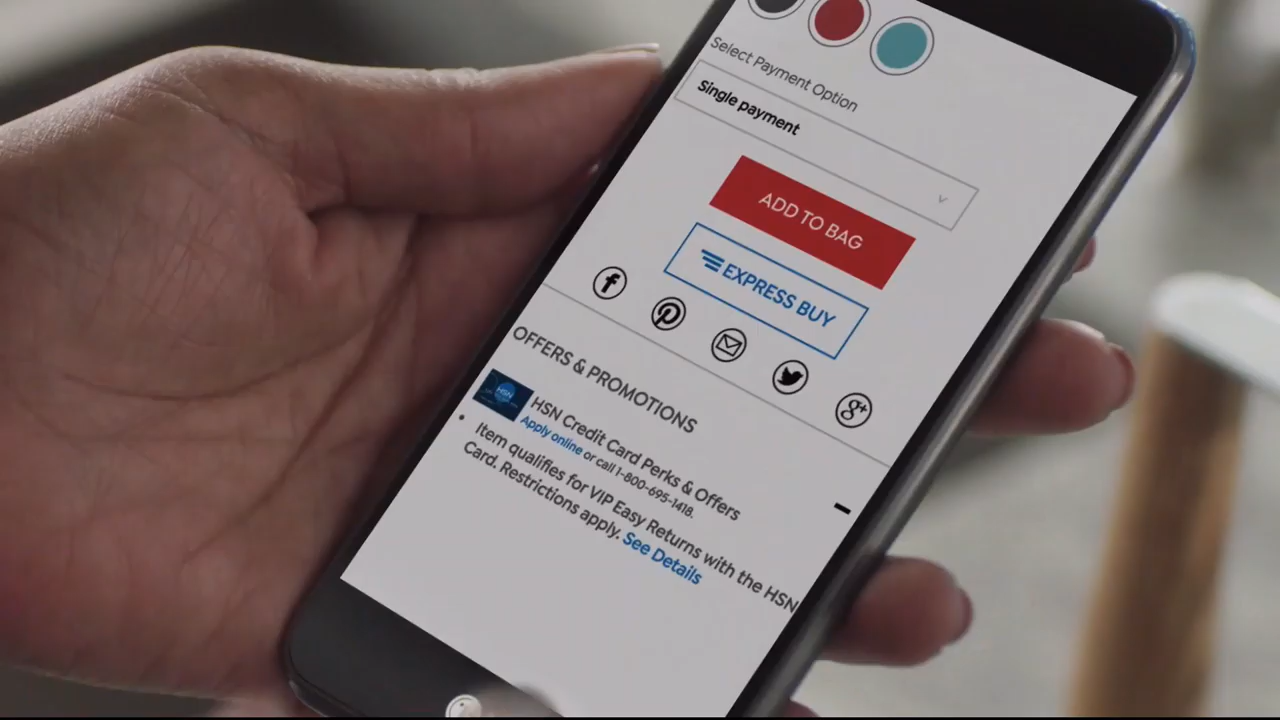 Select Payment Option
Single payment
ADD TO BAG
EXPRESS BUY
OFFERS & PROMOTIONS
HSN
HSN Credit Card Perks & Offers
Apply online or call 1-800-695-1418.
Item qualifies for VIP Easy Returns with the HSN
Card. Restrictions apply. See Details